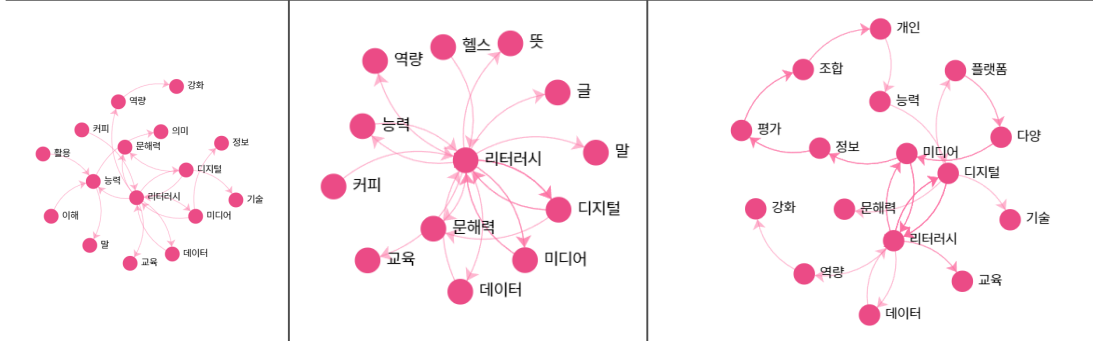 강화
역량
커피
의미
문해력
정보
활용
디지털
능력
리터러시
기술
이해
미디어
말
데이터
교육
뜻
헬스
역량
글
능력
말
리터러시
커피
디지털
문해력
교육
미디어
데이터
개인
조합
플랫폼
능력
평가
다양
정보
미디어
디지털
강화
문해력
기술
리터러시
역량
교육
데이터